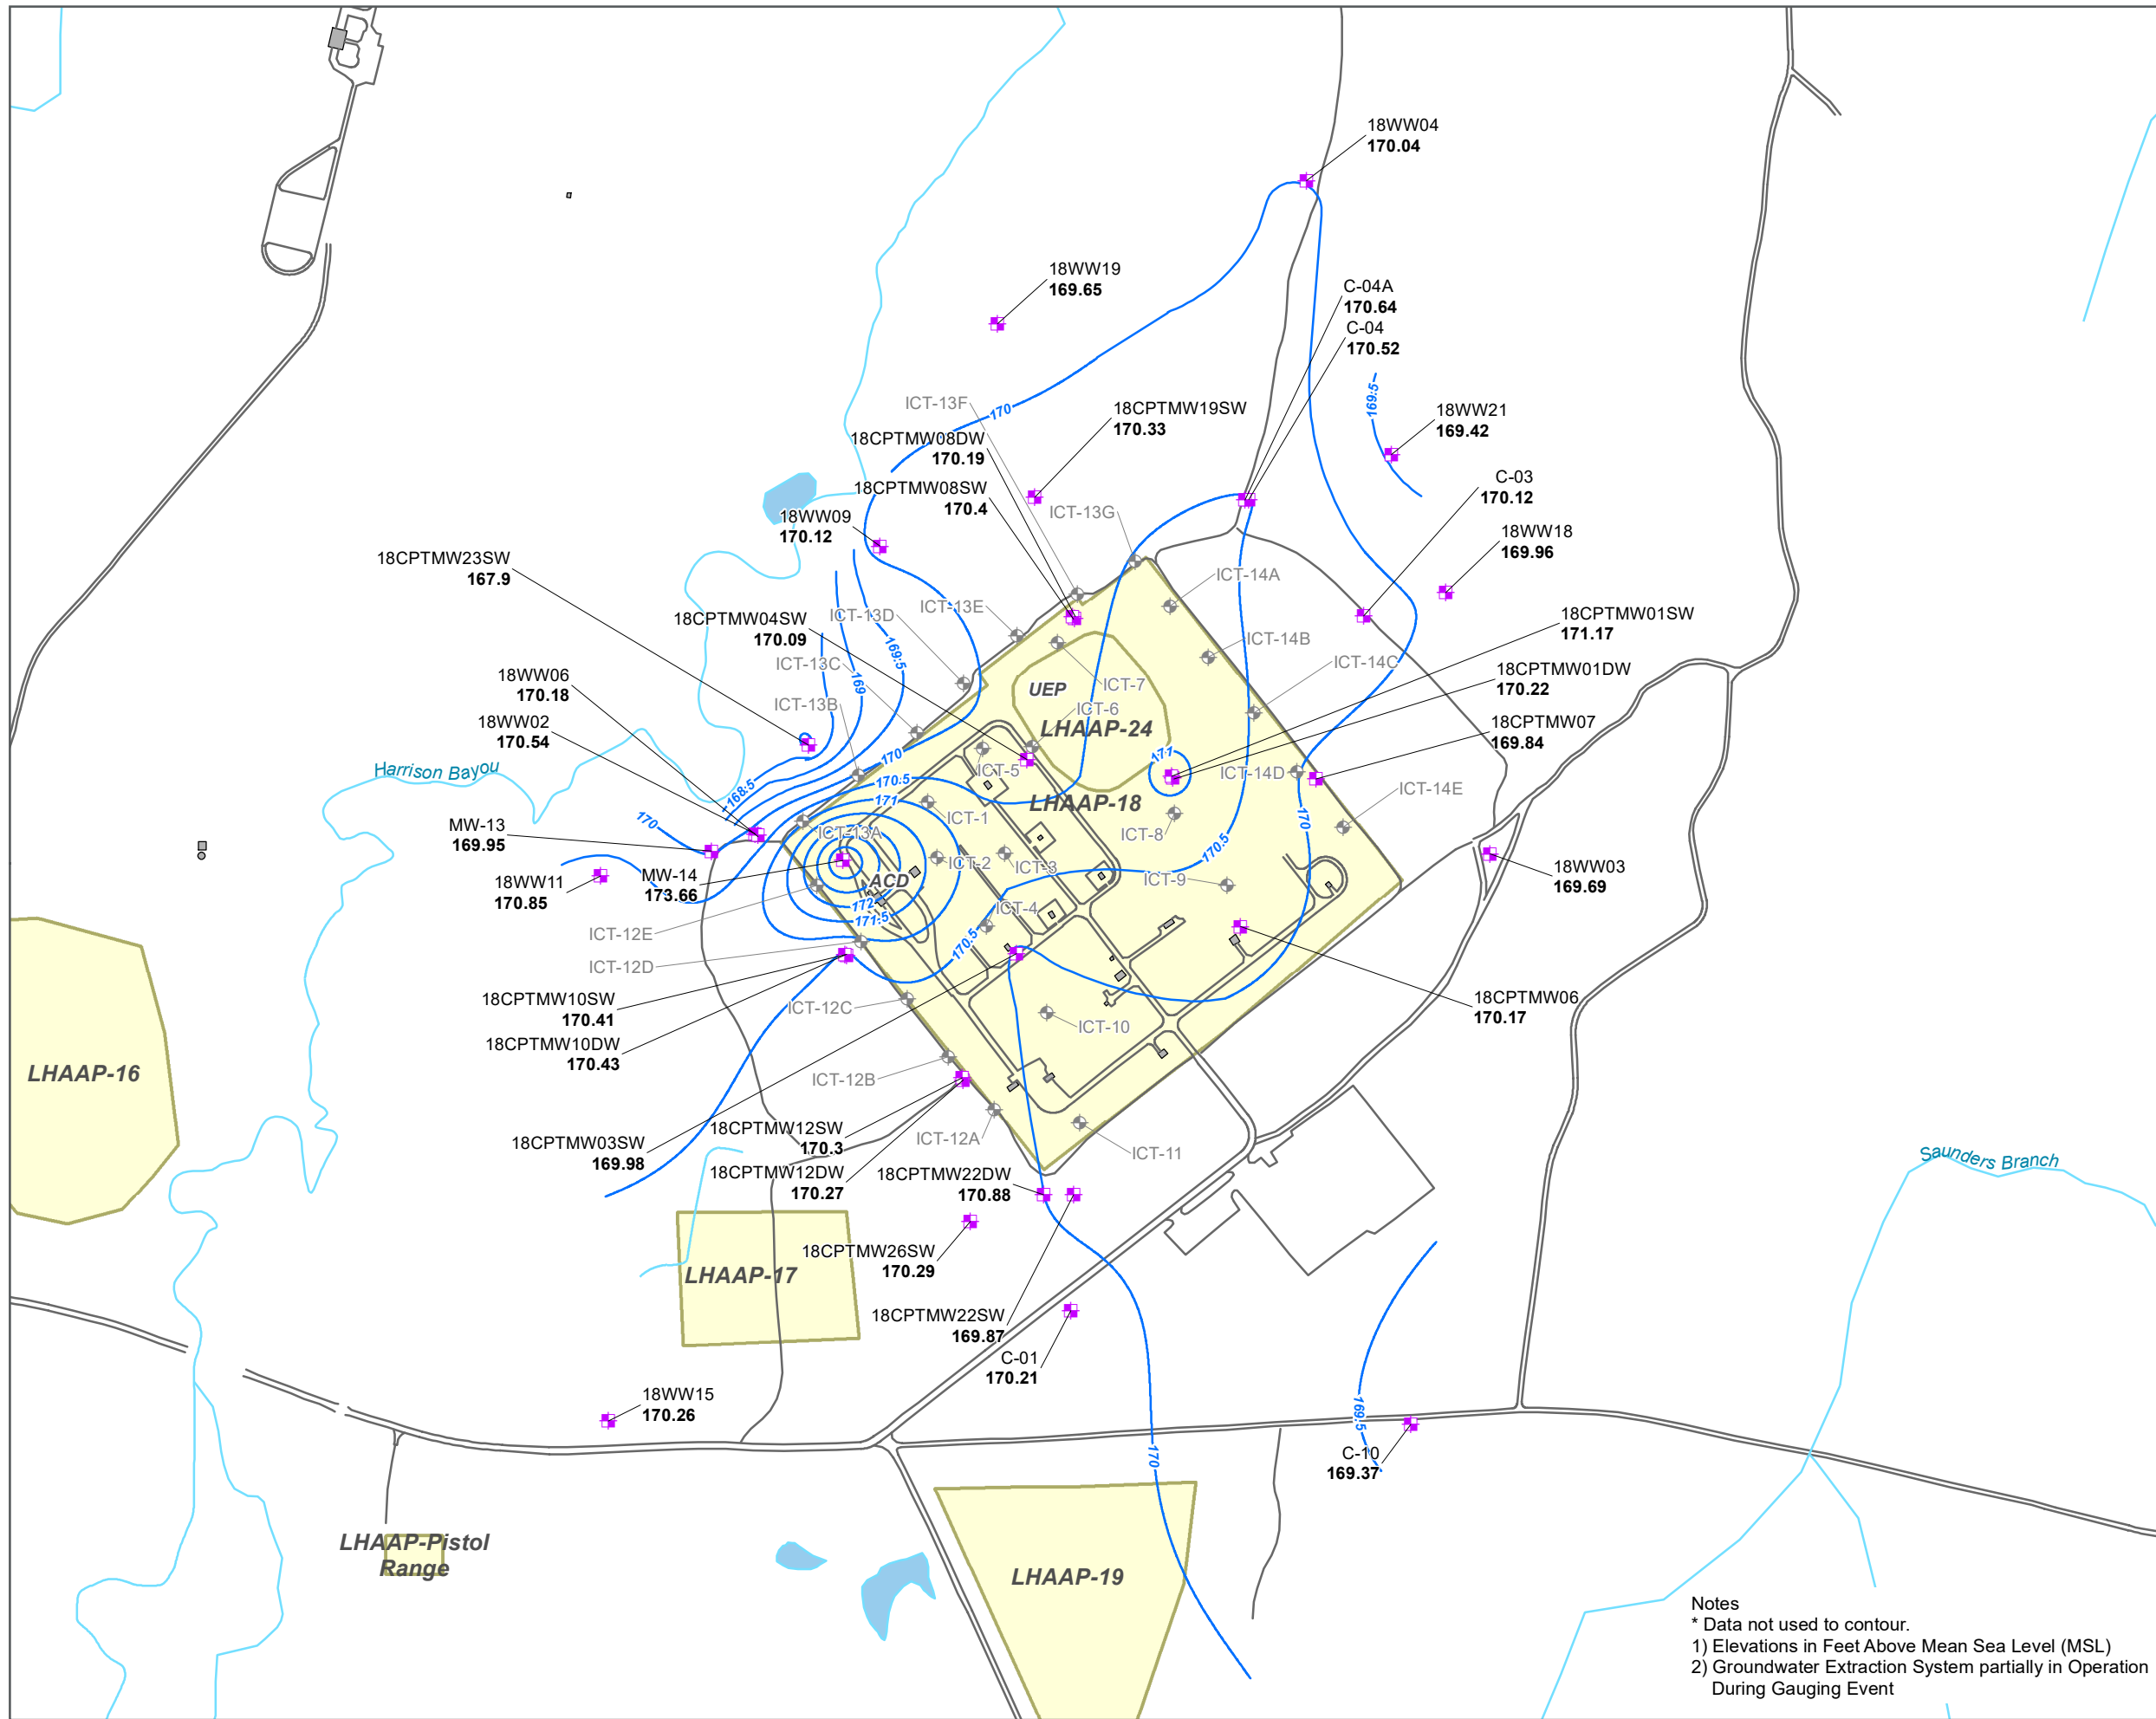 18WW04
170.04
18WW19
169.65
C-04A
170.64
C-04
170.52
ICT-13F
170
18CPTMW19SW
170.33
169.5
18WW21
169.42
18CPTMW08DW
170.19
18CPTMW08SW
170.4
ICT-13G
C-03
170.12
18WW09
170.12
18WW18
169.96
18CPTMW23SW
167.9
ICT-14A
18CPTMW04SW
170.09
ICT-13D
ICT-13E
18CPTMW01SW
171.17
ICT-14B
ICT-13C
169.5
169
ICT-14C
18CPTMW01DW
170.22
18WW06
170.18
UEP
ICT-7
ICT-13B
ICT-6
LHAAP-24
18WW02
170.54
18CPTMW07
169.84
170
171
Harrison Bayou
ICT-5
ICT-14D
170.5
168.5
171
LHAAP-18
ICT-14E
170
ICT-1
170
MW-13
169.95
ICT-13A
ICT-8
170.5
ICT-2
ICT-3
18WW03
169.69
18WW11
170.85
MW-14
173.66
ACD
ICT-9
172
171.5
ICT-4
ICT-12E
170.5
ICT-12D
18CPTMW10SW
170.41
ICT-12C
18CPTMW06
170.17
ICT-10
18CPTMW10DW
170.43
LHAAP-16
ICT-12B
18CPTMW12SW
170.3
ICT-12A
18CPTMW03SW
169.98
ICT-11
Saunders Branch
18CPTMW12DW
170.27
18CPTMW22DW
170.88
18CPTMW26SW
170.29
LHAAP-17
18CPTMW22SW
169.87
C-01
170.21
18WW15
170.26
169.5
C-10
169.37
170
LHAAP-Pistol
Range
LHAAP-19
Notes
* Data not used to contour.
1) Elevations in Feet Above Mean Sea Level (MSL)
2) Groundwater Extraction System partially in Operation
During Gauging Event